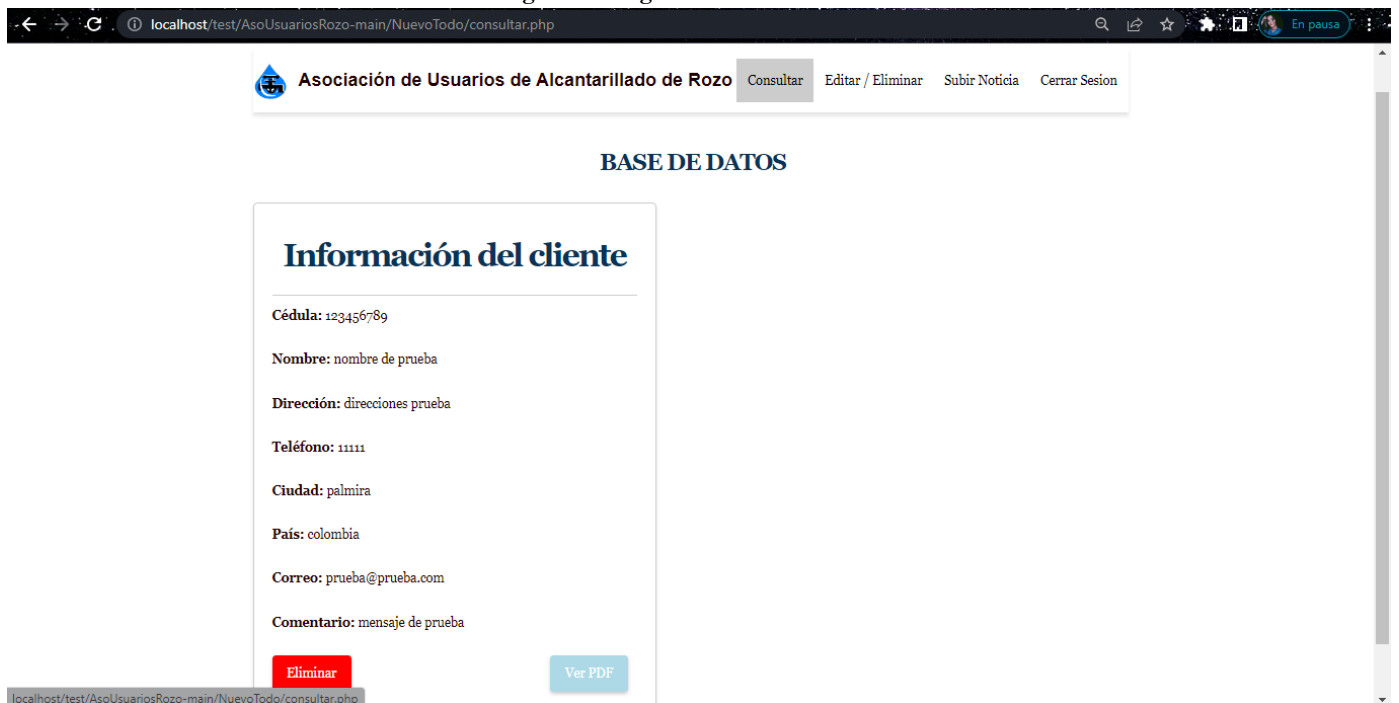 localhost/test/AsoUsuariosRozo-main/NuevoTodo/consultar.php
En pausa
Asociación de Usuarios de Alcantarillado de Rozo Consultar Editar / Eliminar Subir Noticia Cerrar Sesion
BASE DE DATOS
Información del cliente
Cédula: 123456789
Nombre: nombre de prueba
Dirección: direcciones prueba
Teléfono: 11111
Ciudad: palmira
País: colombia
Correo: prueba@prueba.com
Comentario: mensaje de prueba
Eliminar Ver PDF
localhost/test/AsoUsuariosRozo-main/NuevoTodo/consultar.php